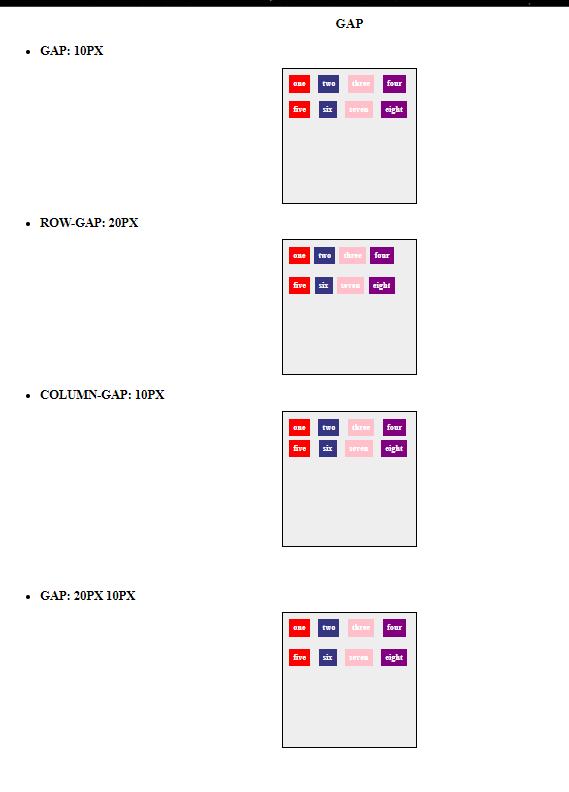 GAP
GAP: 10PX
one two three four
five six seven eight
ROW-GAP: 20PX
one two three four
five six seven eight
COLUMN-GAP: 10PX
one two three four
five six seven eight
GAP: 20PX 10PX
one two three four
five six seven eight